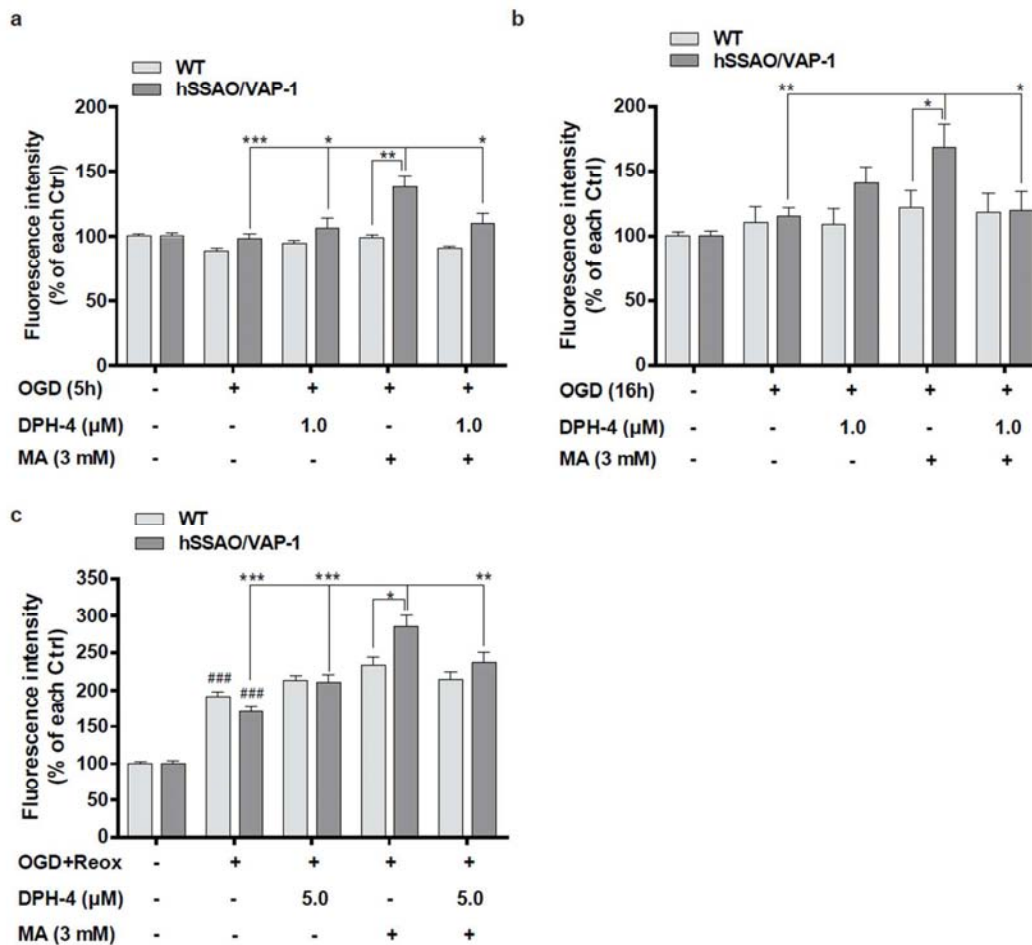 a
WT
hSSAO/VAP-1
200
150
100
50
0
Fluorescence intensity
(% of each Ctrl)
*** * ** *
OGD (5h) - + + + +
DPH-4 (µM) - - 1.0 - 1.0
MA (3 mM) - - - + +
b
WT
hSSAO/VAP-1
200
150
100
50
0
Fluorescence intensity
(% of each Ctrl)
** * *
OGD (16h) - + + + +
DPH-4 (µM) - - 1.0 - 1.0
MA (3 mM) - - - + +
c
WT
hSSAO/VAP-1
350
300
250
200
150
100
50
0
Fluorescence intensity
(% of each Ctrl)
*** *** * **
### ###
OGD+Reox - + + + +
DPH-4 (µM) - - 5.0 - 5.0
MA (3 mM) - - - + +